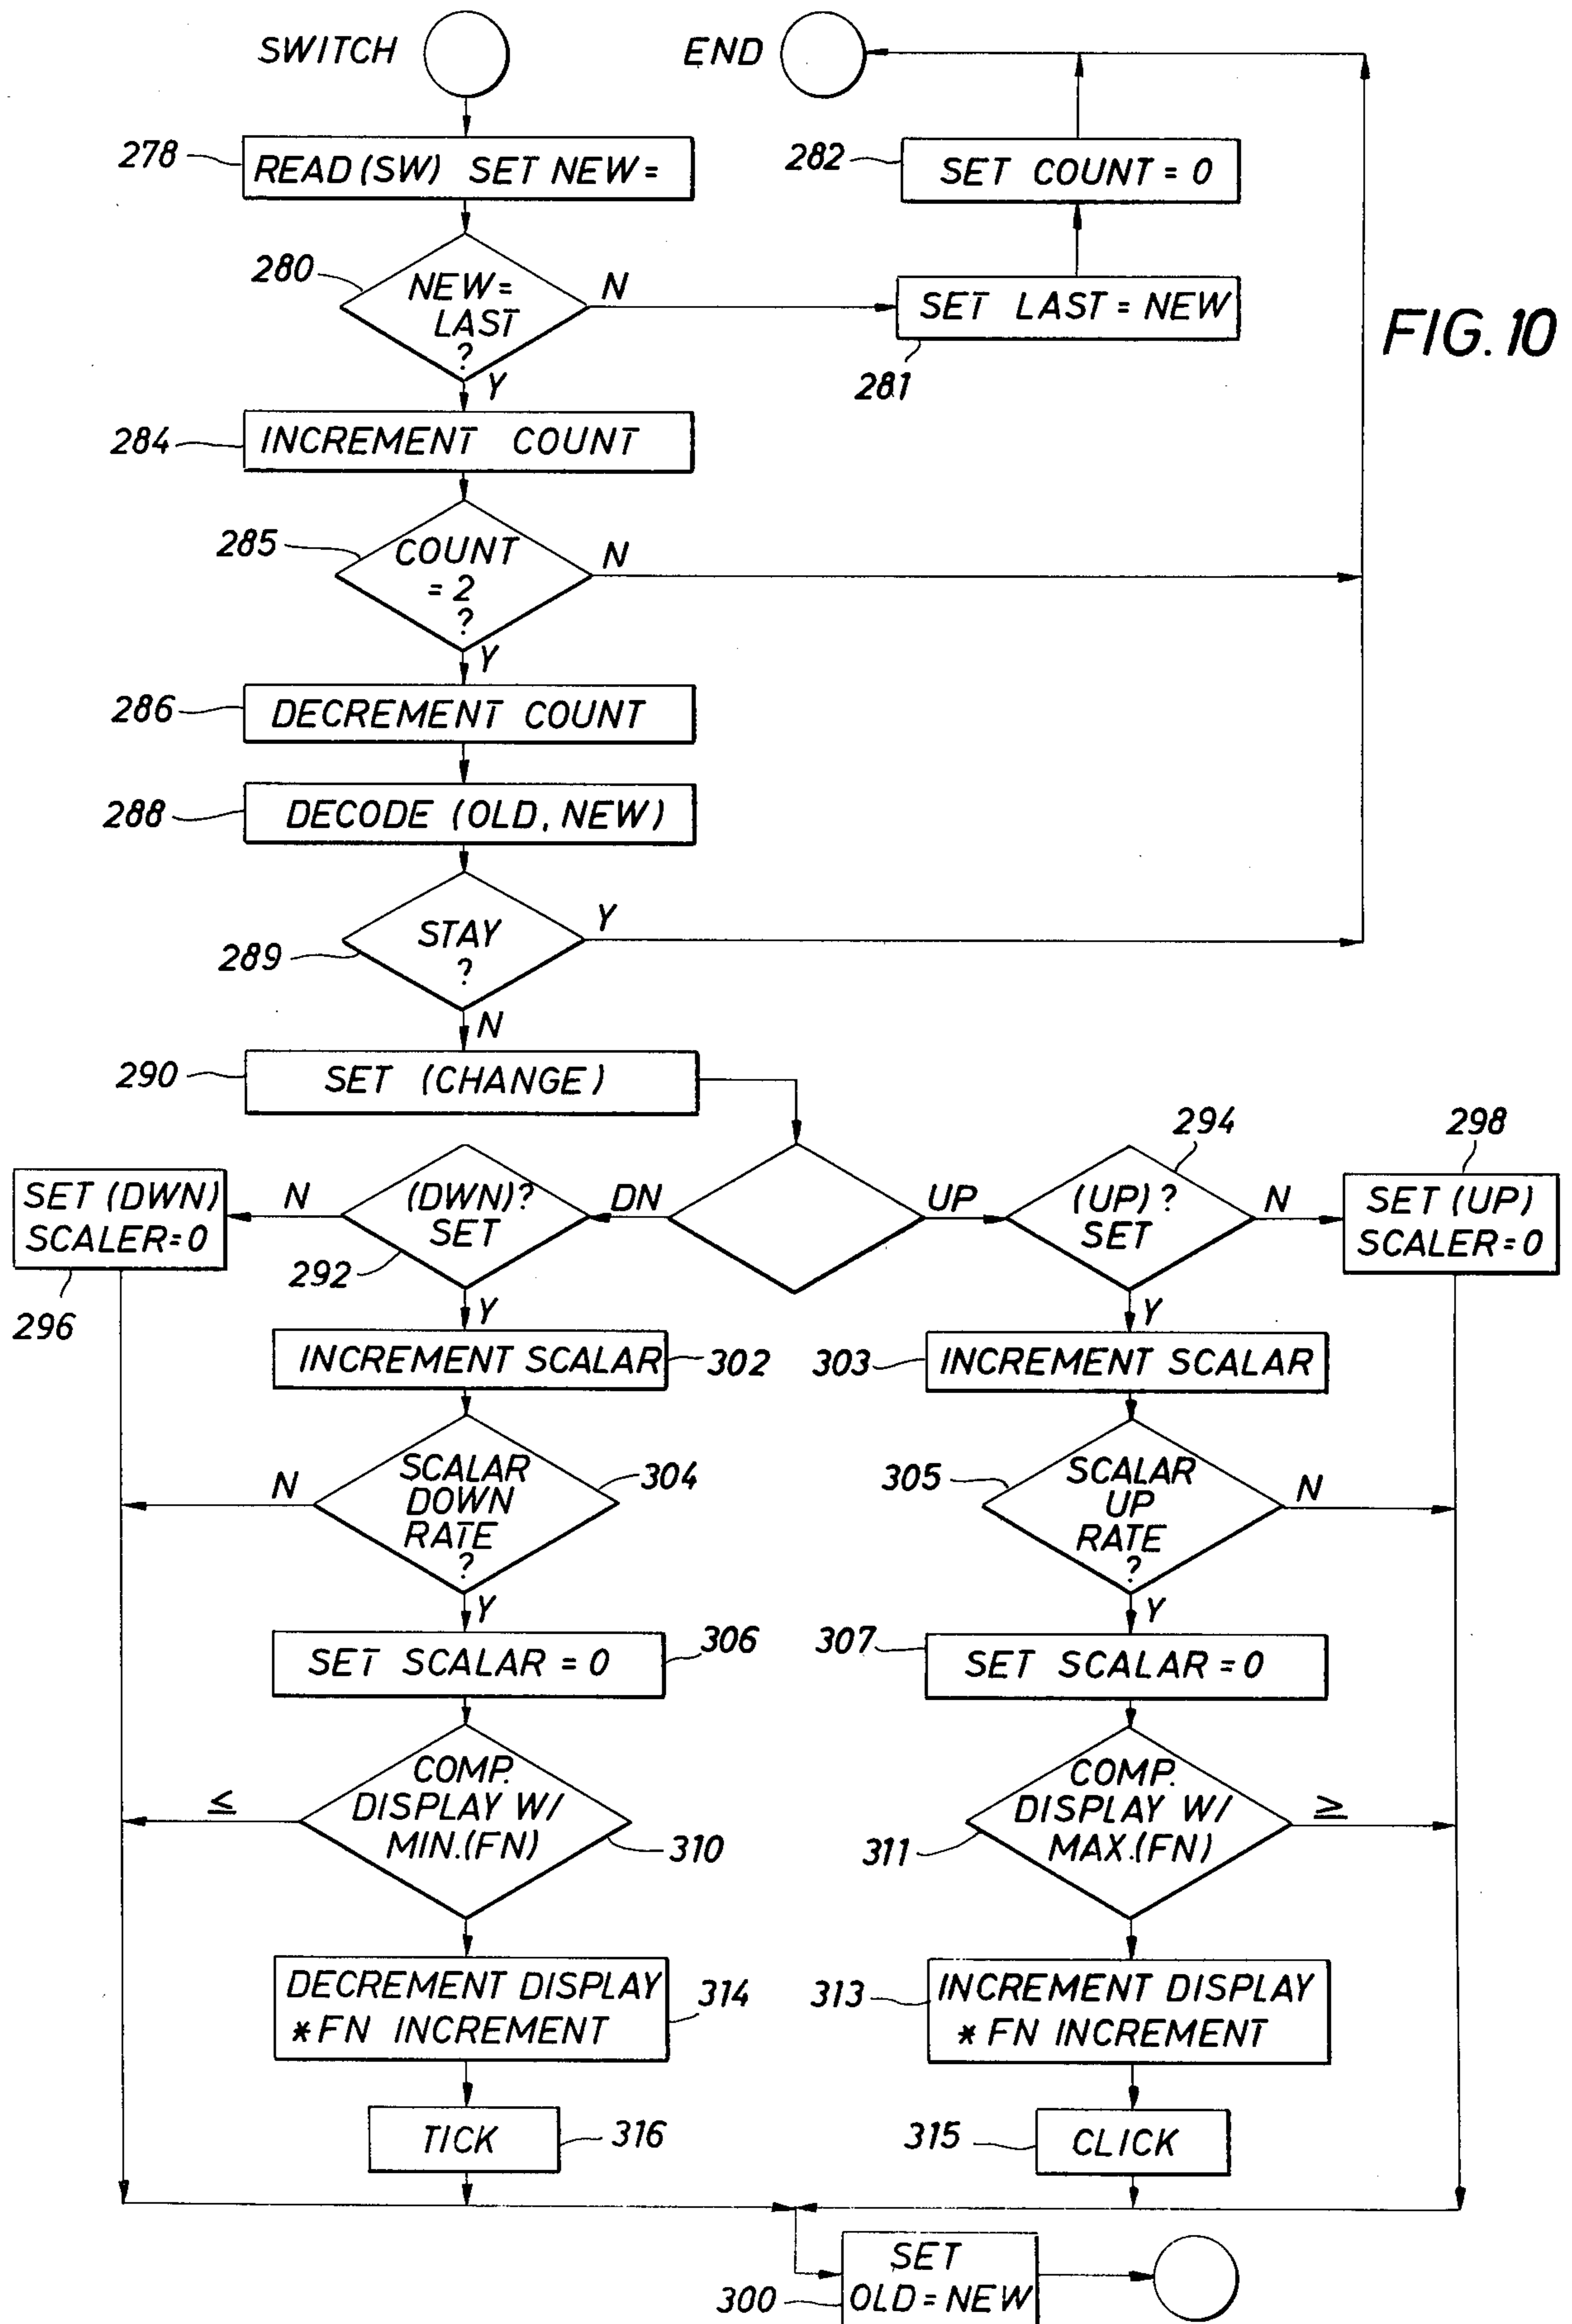 SWITCH
END
278
READ (SW) SET NEW =
282
SET COUNT = 0
280
NEW =
LAST
?
N
SET LAST = NEW
281
FIG. 10
Y
284
INCREMENT COUNT
285
COUNT
= 2
?
N
Y
286
DECREMENT COUNT
288
DECODE (OLD, NEW)
289
STAY
?
Y
N
290
SET (CHANGE)
294
298
SET (DWN)
SCALER = 0
296
N
(DWN)?
SET
292
DN
UP
(UP)?
SET
N
SET (UP)
SCALER = 0
Y
Y
INCREMENT SCALAR
302
303
INCREMENT SCALAR
N
SCALAR
DOWN
RATE
?
304
305
SCALAR
UP
RATE
?
N
Y
Y
SET SCALAR = 0
306
307
SET SCALAR = 0
≤
COMP.
DISPLAY W/
MIN.(FN)
310
311
COMP.
DISPLAY W/
MAX.(FN)
≥
DECREMENT DISPLAY
* FN INCREMENT
314
313
INCREMENT DISPLAY
* FN INCREMENT
TICK
316
315
CLICK
300
SET
OLD = NEW